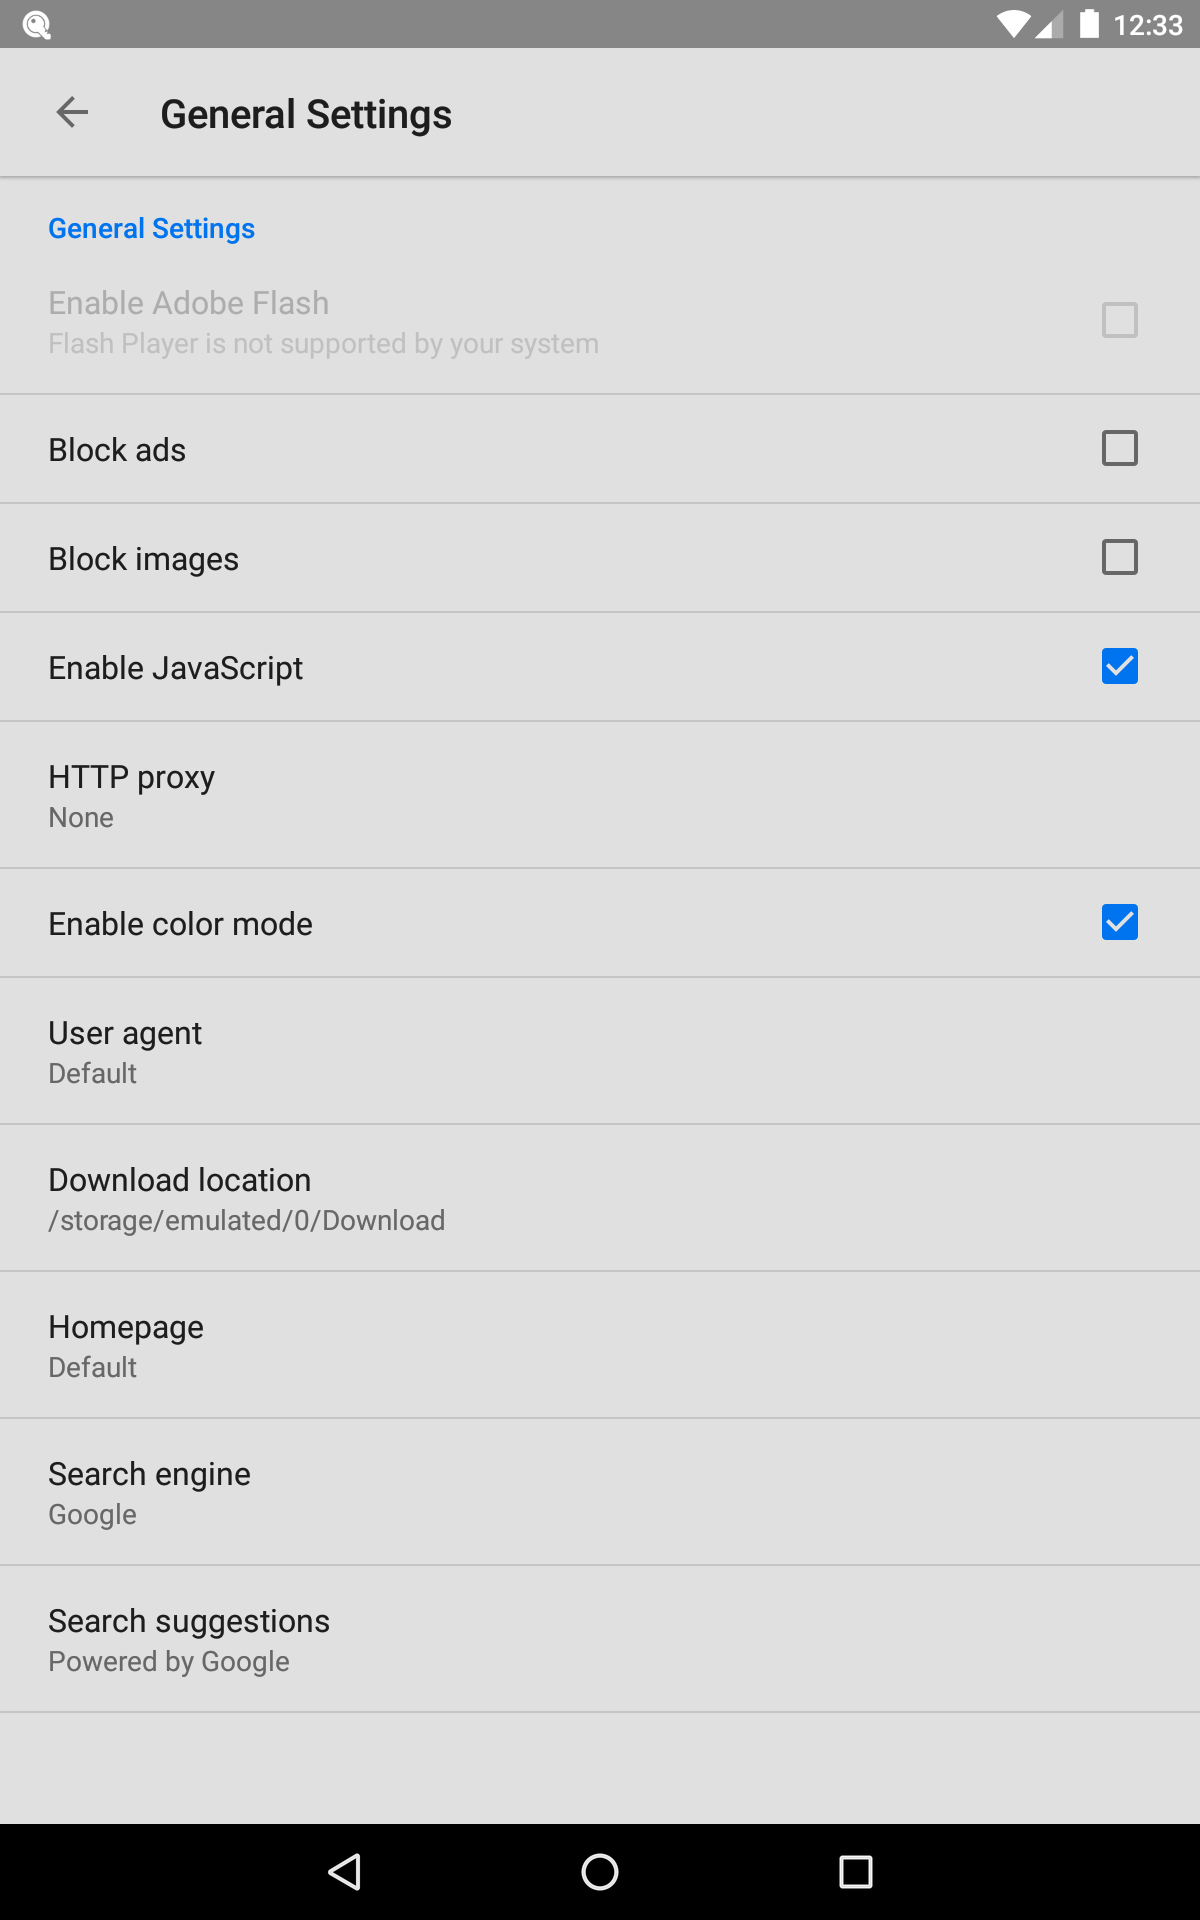 12:33
General Settings
General Settings
Enable Adobe Flash
Flash Player is not supported by your system
Block ads
Block images
Enable JavaScript
HTTP proxy
None
Enable color mode
User agent
Default
Download location
/storage/emulated/0/Download
Homepage
Default
Search engine
Google
Search suggestions
Powered by Google